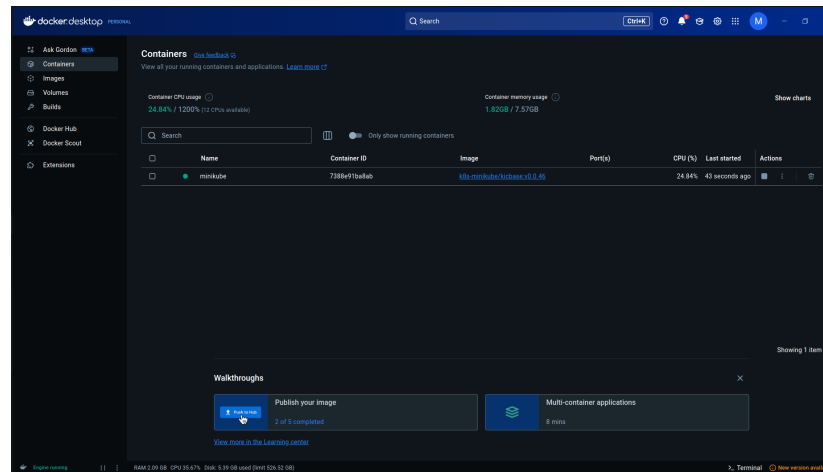 docker.desktop PERSONAL
Search
Ctrl+K
M
Ask Gordon BETA
Containers
Images
Volumes
Builds
Docker Hub
Docker Scout
Extensions
Containers Give feedback
View all your running containers and applications. Learn more
Container CPU usage
24.84% / 1200% (12 CPUs available)
Container memory usage
1.82GB / 7.57GB
Show charts
Search
Only show running containers
Name Container ID Image Port(s) CPU (%) Last started Actions
minikube 7388e91ba8ab k8s-minikube/kicbase:v0.0.46 24.84% 43 seconds ago
Showing 1 item
Walkthroughs
Push to Hub
Publish your image
2 of 5 completed
Multi-container applications
8 mins
View more in the Learning center
Engine running RAM 2.09 GB CPU 35.67% Disk: 5.39 GB used (limit 526.52 GB) Terminal New version avail